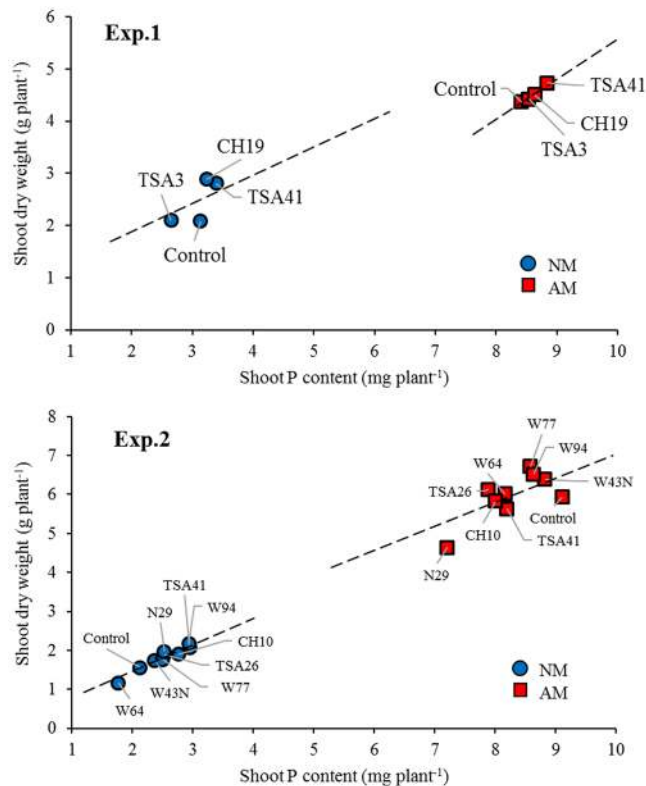 Exp.1
Shoot dry weight (g plant⁻¹)
6
5
4
3
2
1
0
Control
TSA41
CH19
TSA3
CH19
TSA3
TSA41
Control
NM
AM
1 2 3 4 5 6 7 8 9 10
Shoot P content (mg plant⁻¹)
Exp.2
Shoot dry weight (g plant⁻¹)
8
7
6
5
4
3
2
1
0
W77
W94
W64
W43N
TSA26
Control
CH10
TSA41
N29
TSA41
W94
N29
CH10
Control
TSA26
W77
W43N
W64
NM
AM
1 2 3 4 5 6 7 8 9 10
Shoot P content (mg plant⁻¹)